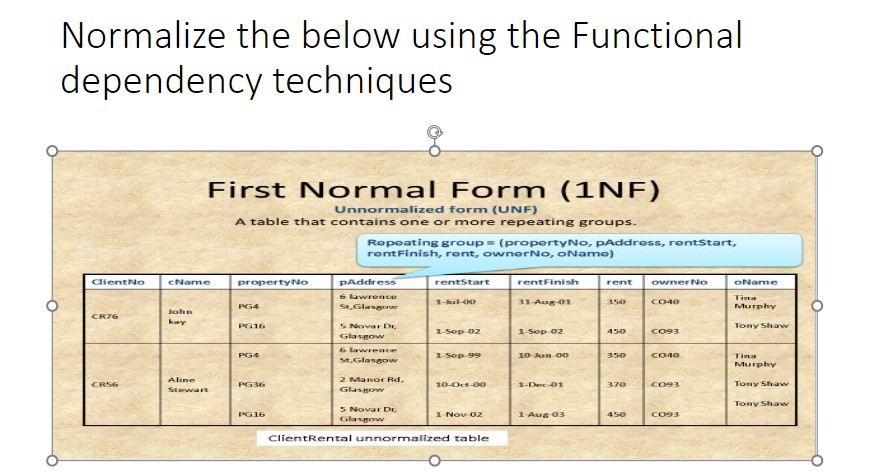 Normalize the below using the Functional
dependency techniques
First Normal Form (1NF)
Unnormalized form (UNF)
A table that contains one or more repeating groups.
Repeating group = (propertyNo, pAddress, rentStart,
rentFinish, rent, ownerNo, oName)
ClientNo cName propertyNo pAddress rentStart rentFinish rent ownerNo oName
CR76 John kay PG4 6 lawrence St,Glasgow 1-Jul-00 31-Aug-01 350 CO40 Tina Murphy
PG16 5 Novar Dr, Glasgow 1-Sep-02 1-Sep-02 450 CO93 Tony Shaw
CR56 Aline Stewart PG4 6 lawrence St,Glasgow 1-Sep-99 10-Jun-00 350 CO40 Tina Murphy
PG36 2 Manor Rd, Glasgow 10-Oct-00 1-Dec-01 370 CO93 Tony Shaw
PG16 5 Novar Dr, Glasgow 1-Nov-02 1-Aug-03 450 CO93 Tony Shaw
ClientRental unnormalized table